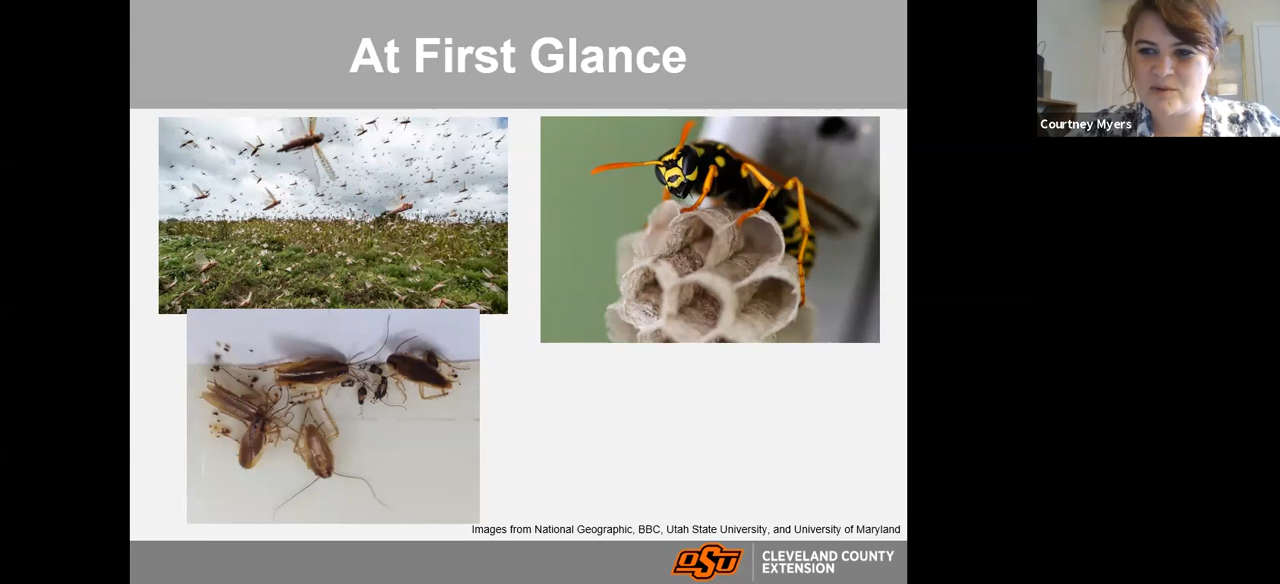 At First Glance
Courtney Myers
Images from National Geographic, BBC, Utah State University, and University of Maryland
OSU
CLEVELAND COUNTY
EXTENSION